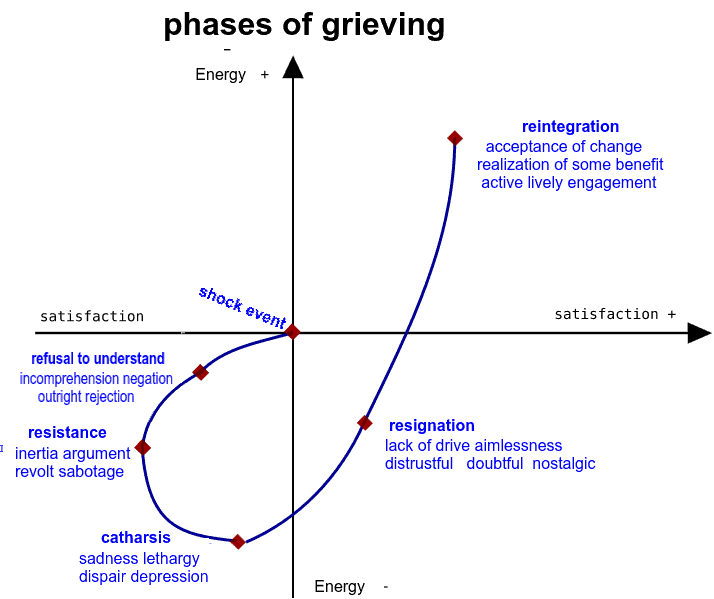 phases of grieving
–
Energy +
reintegration
acceptance of change
realization of some benefit
active lively engagement
shock event
satisfaction
satisfaction +
refusal to understand
incomprehension negation
outright rejection
resistance
inertia argument
revolt sabotage
resignation
lack of drive aimlessness
distrustful doubtful nostalgic
catharsis
sadness lethargy
dispair depression
Energy -